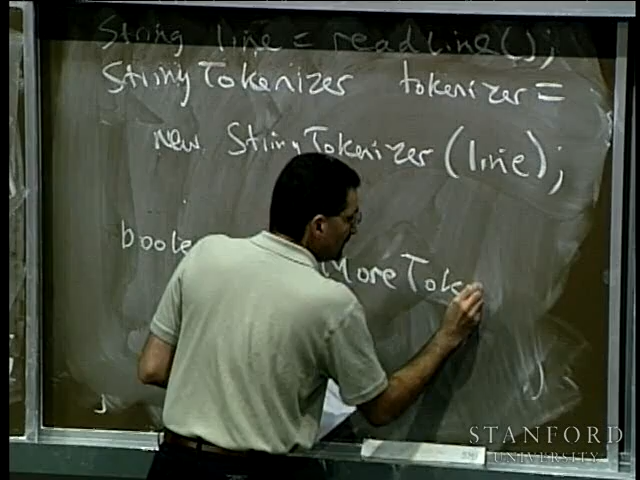 String line = readLine();
StringTokenizer tokenizer =
new StringTokenizer(line);
boole MoreToke
STANFORD
UNIVERSITY